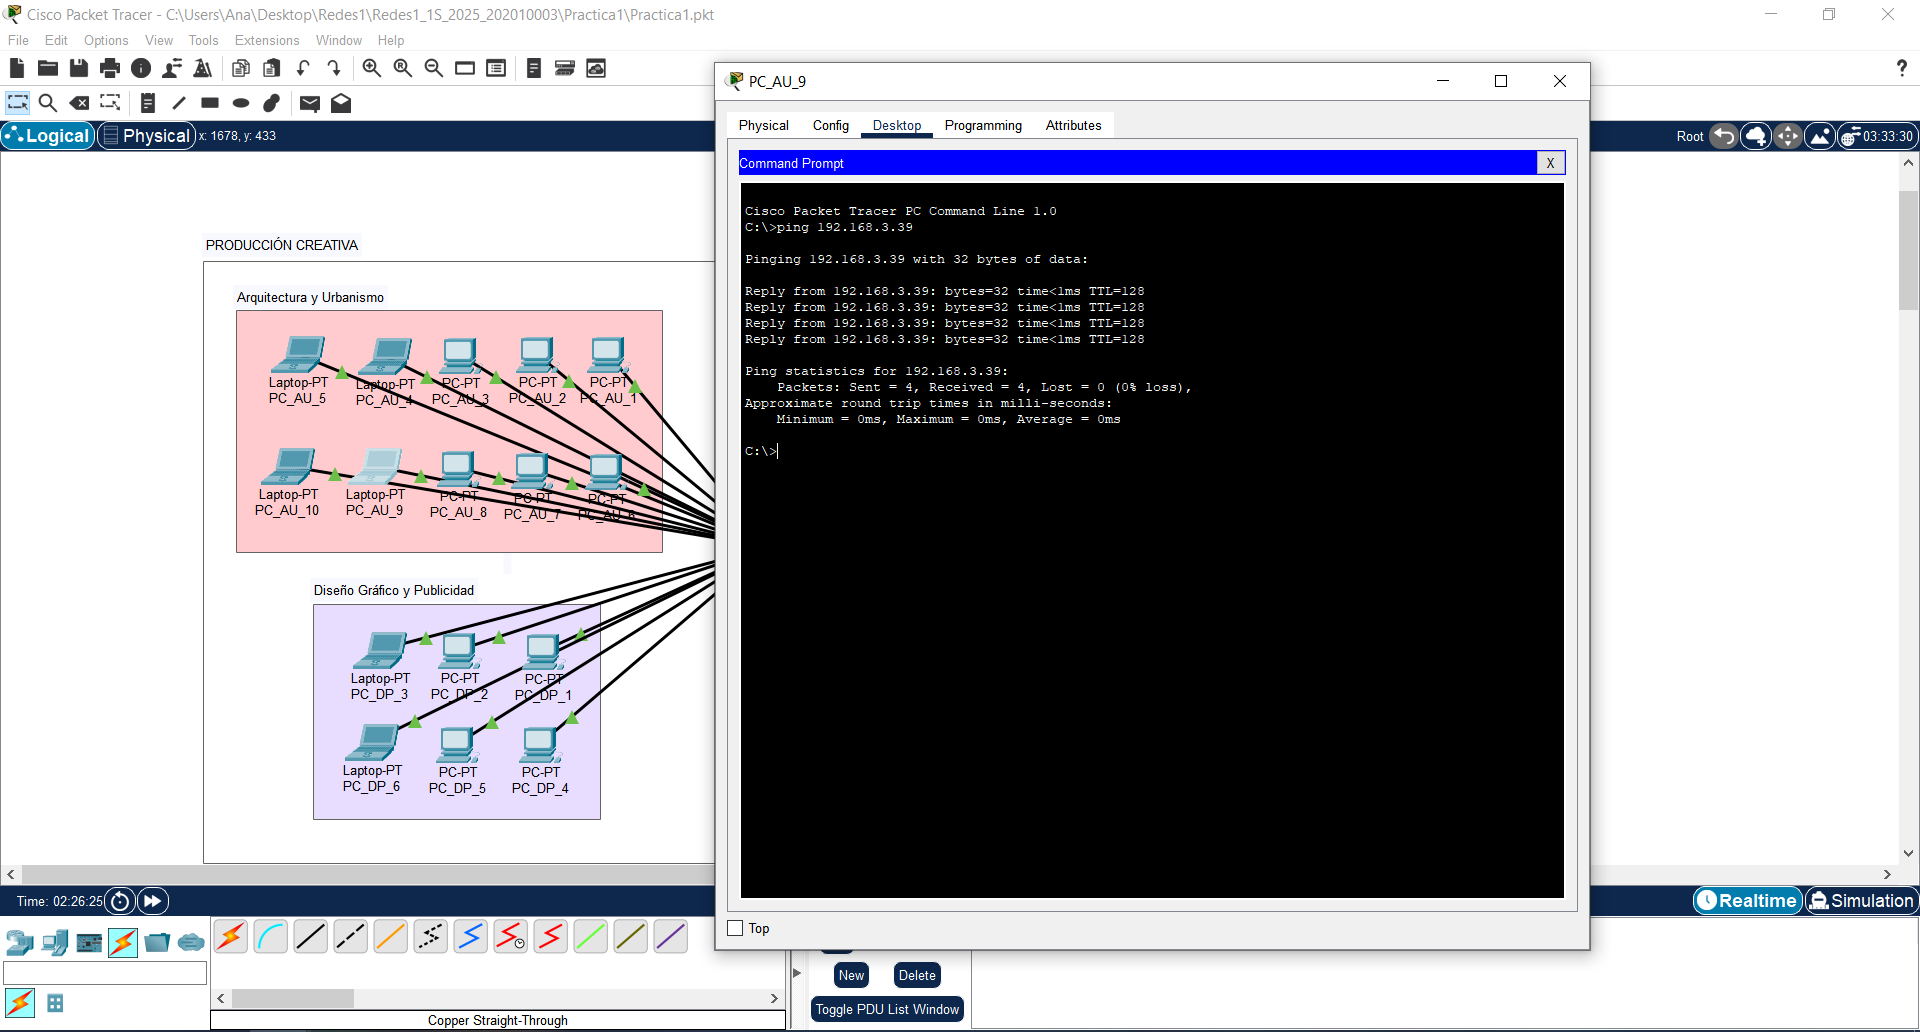 Cisco Packet Tracer - C:\Users\Ana\Desktop\Redes1\Redes1_1S_2025_202010003\Practica1\Practica1.pkt
File Edit Options View Tools Extensions Window Help
Logical Physical x: 1678, y: 433
Root 03:33:30
PRODUCCIÓN CREATIVA
Arquitectura y Urbanismo
Laptop-PT Laptop-PT PC-PT PC-PT PC-PT
PC_AU_5 PC_AU_4 PC_AU_3 PC_AU_2 PC_AU_1
Laptop-PT Laptop-PT PC-PT PC-PT PC-PT
PC_AU_10 PC_AU_9 PC_AU_8 PC_AU_7 PC_AU_6
Diseño Gráfico y Publicidad
Laptop-PT PC-PT PC-PT
PC_DP_3 PC_DP_2 PC_DP_1
Laptop-PT PC-PT PC-PT
PC_DP_6 PC_DP_5 PC_DP_4
PC_AU_9
Physical Config Desktop Programming Attributes
Command Prompt X
Cisco Packet Tracer PC Command Line 1.0
C:\>ping 192.168.3.39
Pinging 192.168.3.39 with 32 bytes of data:
Reply from 192.168.3.39: bytes=32 time<1ms TTL=128
Reply from 192.168.3.39: bytes=32 time<1ms TTL=128
Reply from 192.168.3.39: bytes=32 time<1ms TTL=128
Reply from 192.168.3.39: bytes=32 time<1ms TTL=128
Ping statistics for 192.168.3.39:
Packets: Sent = 4, Received = 4, Lost = 0 (0% loss),
Approximate round trip times in milli-seconds:
Minimum = 0ms, Maximum = 0ms, Average = 0ms
C:\>
Top
Time: 02:26:25
Realtime Simulation
New Delete
Toggle PDU List Window
Copper Straight-Through